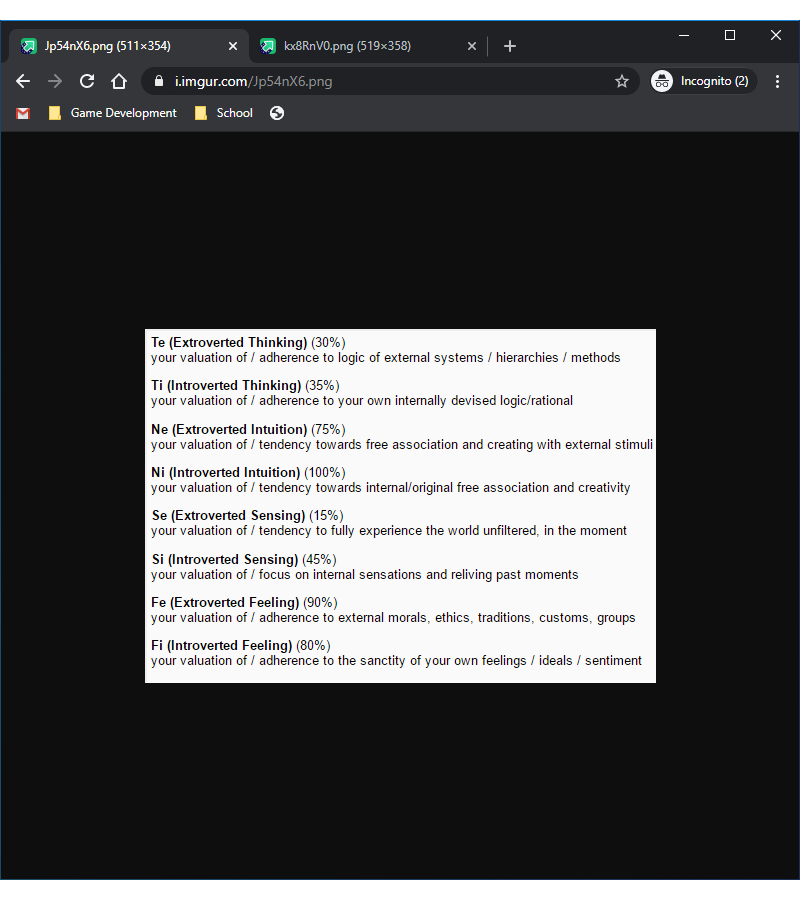 Jp54nX6.png (511×354)
kx8RnV0.png (519×358)
i.imgur.com/Jp54nX6.png
Incognito (2)
Game Development
School
Te (Extroverted Thinking) (30%)
your valuation of / adherence to logic of external systems / hierarchies / methods
Ti (Introverted Thinking) (35%)
your valuation of / adherence to your own internally devised logic/rational
Ne (Extroverted Intuition) (75%)
your valuation of / tendency towards free association and creating with external stimuli
Ni (Introverted Intuition) (100%)
your valuation of / tendency towards internal/original free association and creativity
Se (Extroverted Sensing) (15%)
your valuation of / tendency to fully experience the world unfiltered, in the moment
Si (Introverted Sensing) (45%)
your valuation of / focus on internal sensations and reliving past moments
Fe (Extroverted Feeling) (90%)
your valuation of / adherence to external morals, ethics, traditions, customs, groups
Fi (Introverted Feeling) (80%)
your valuation of / adherence to the sanctity of your own feelings / ideals / sentiment